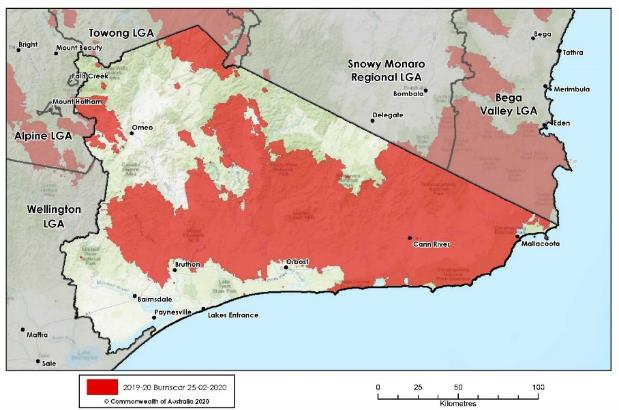 Towong LGA
Bright
Mount Beauty
Falls Creek
Mount Hotham
Omeo
Alpine LGA
Snowy Monaro
Regional LGA
Bombala
Delegate
Bega
Tathra
Merimbula
Bega
Valley LGA
Eden
Wellington
LGA
Cann River
Mallacoota
Bruthen
Orbost
Bairnsdale
Paynesville
Lakes Entrance
Maffra
Sale
2019-20 Burnscar 25-02-2020
© Commonwealth of Australia 2020
0 25 50 100
Kilometres